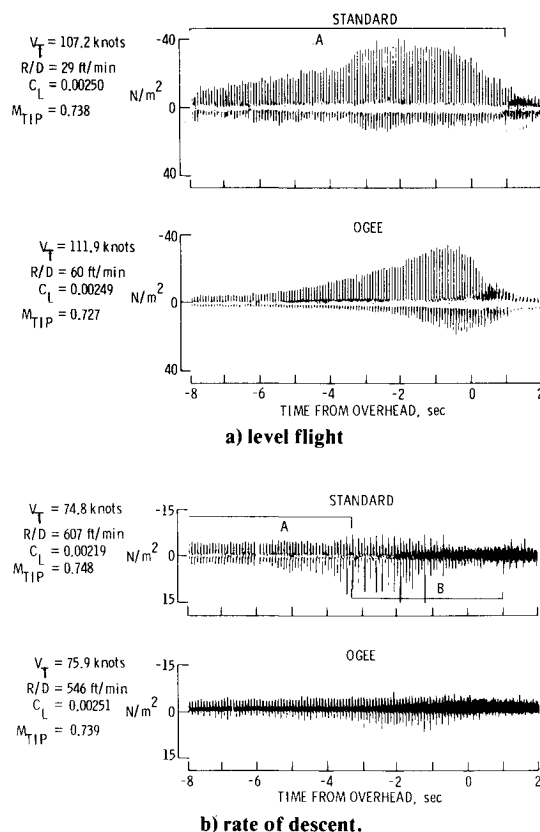 STANDARD
A
V_T = 107.2 knots
R/D = 29 ft/min
C_L = 0.00250
M_TIP = 0.738
N/m²
-40
0
40
OGEE
V_T = 111.9 knots
R/D = 60 ft/min
C_L = 0.00249
M_TIP = 0.727
N/m²
-40
0
40
-8 -6 -4 -2 0 2
TIME FROM OVERHEAD, sec
a) level flight
STANDARD
A
B
V_T = 74.8 knots
R/D = 607 ft/min
C_L = 0.00219
M_TIP = 0.748
N/m²
-15
0
15
OGEE
V_T = 75.9 knots
R/D = 546 ft/min
C_L = 0.00251
M_TIP = 0.739
N/m²
-15
0
15
-8 -6 -4 -2 0 2
TIME FROM OVERHEAD, sec
b) rate of descent.